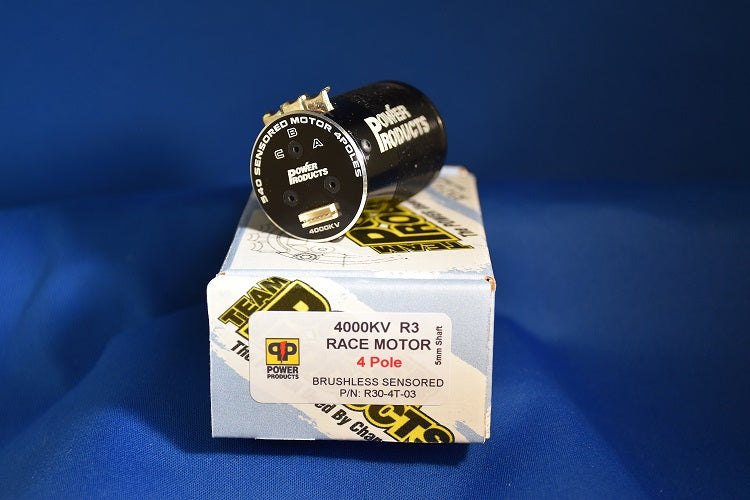 540 SENSORED MOTOR 4POLES
B
C A
POWER
PRODUCTS
4000KV
POWER
PRODUCTS
TEAM
TEAM
4000KV R3
RACE MOTOR
4 Pole
5mm Shaft
BRUSHLESS SENSORED
P/N: R30-4T-03
POWER
PRODUCTS